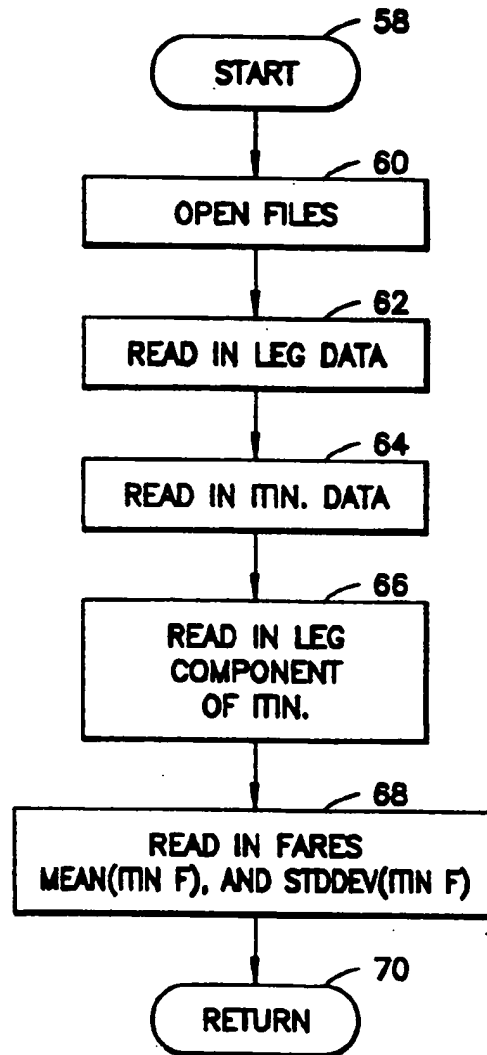 58
START
60
OPEN FILES
62
READ IN LEG DATA
64
READ IN ITIN. DATA
66
READ IN LEG
COMPONENT
OF ITIN.
68
READ IN FARES
MEAN(ITIN F), AND STDDEV(ITIN F)
70
RETURN